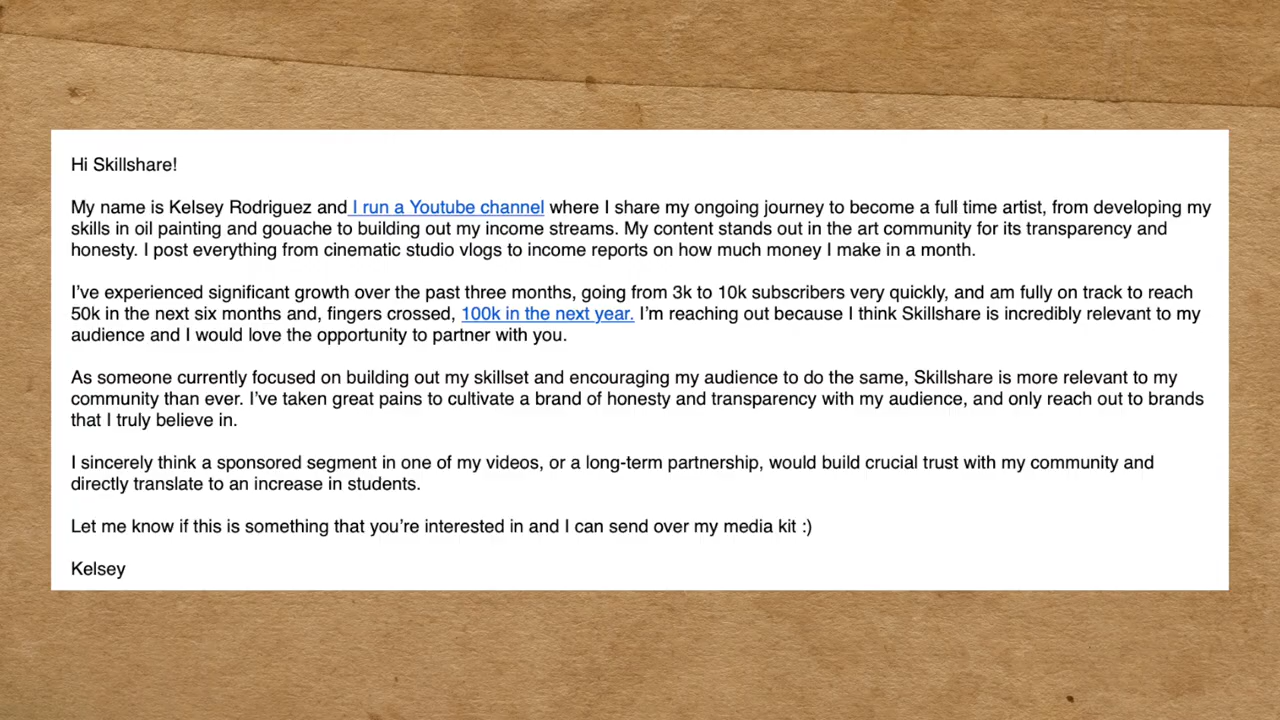 Hi Skillshare!
My name is Kelsey Rodriguez and I run a Youtube channel where I share my ongoing journey to become a full time artist, from developing my
skills in oil painting and gouache to building out my income streams. My content stands out in the art community for its transparency and
honesty. I post everything from cinematic studio vlogs to income reports on how much money I make in a month.
I've experienced significant growth over the past three months, going from 3k to 10k subscribers very quickly, and am fully on track to reach
50k in the next six months and, fingers crossed, 100k in the next year. I'm reaching out because I think Skillshare is incredibly relevant to my
audience and I would love the opportunity to partner with you.
As someone currently focused on building out my skillset and encouraging my audience to do the same, Skillshare is more relevant to my
community than ever. I've taken great pains to cultivate a brand of honesty and transparency with my audience, and only reach out to brands
that I truly believe in.
I sincerely think a sponsored segment in one of my videos, or a long-term partnership, would build crucial trust with my community and
directly translate to an increase in students.
Let me know if this is something that you're interested in and I can send over my media kit :)
Kelsey